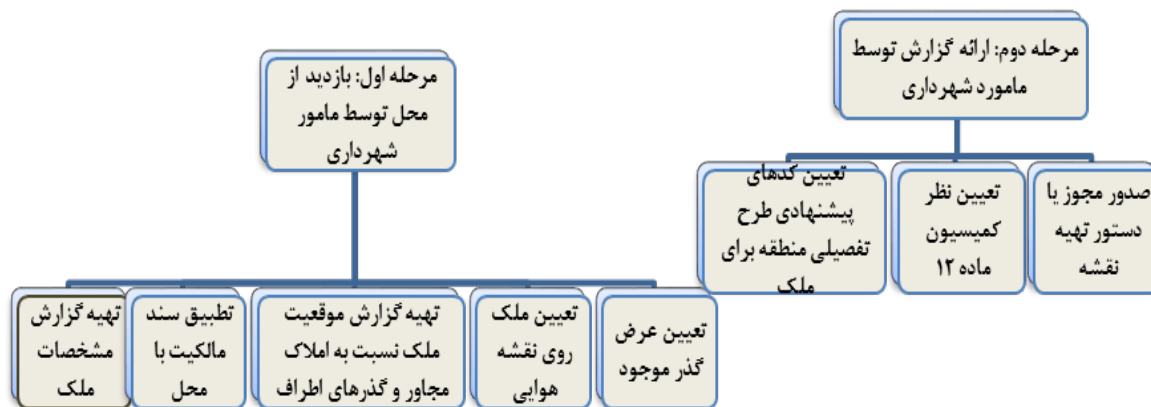 مرحله دوم: ارائه گزارش توسط
مامورد شهرداری
صدور مجوز یا
دستور تهیه
نقشه
تعیین نظر
کمیسیون
ماده ۱۲
تعیین کدهای
پیشنهادی طرح
تفصیلی منطقه برای
ملک
مرحله اول: بازدید از
محل توسط مامور
شهرداری
تعیین عرض
گذر موجود
تعیین ملک
روی نقشه
هوایی
تهیه گزارش موقعیت
ملک نسبت به املاک
مجاور و گذرهای اطراف
تطبیق سند
مالکیت با
محل
تهیه گزارش
مشخصات
ملک